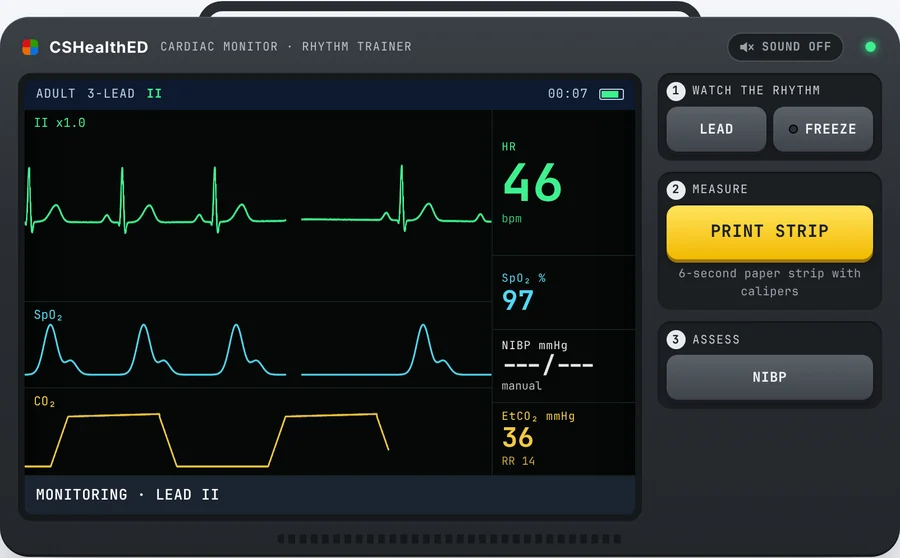 CSHealthED CARDIAC MONITOR · RHYTHM TRAINER
SOUND OFF
ADULT 3-LEAD II
00:07
II x1.0
HR
46
bpm
SpO₂
SpO₂ %
97
NIBP mmHg
---/---
manual
CO₂
EtCO₂ mmHg
36
RR 14
MONITORING · LEAD II
1 WATCH THE RHYTHM
LEAD
FREEZE
2 MEASURE
PRINT STRIP
6-second paper strip with
calipers
3 ASSESS
NIBP